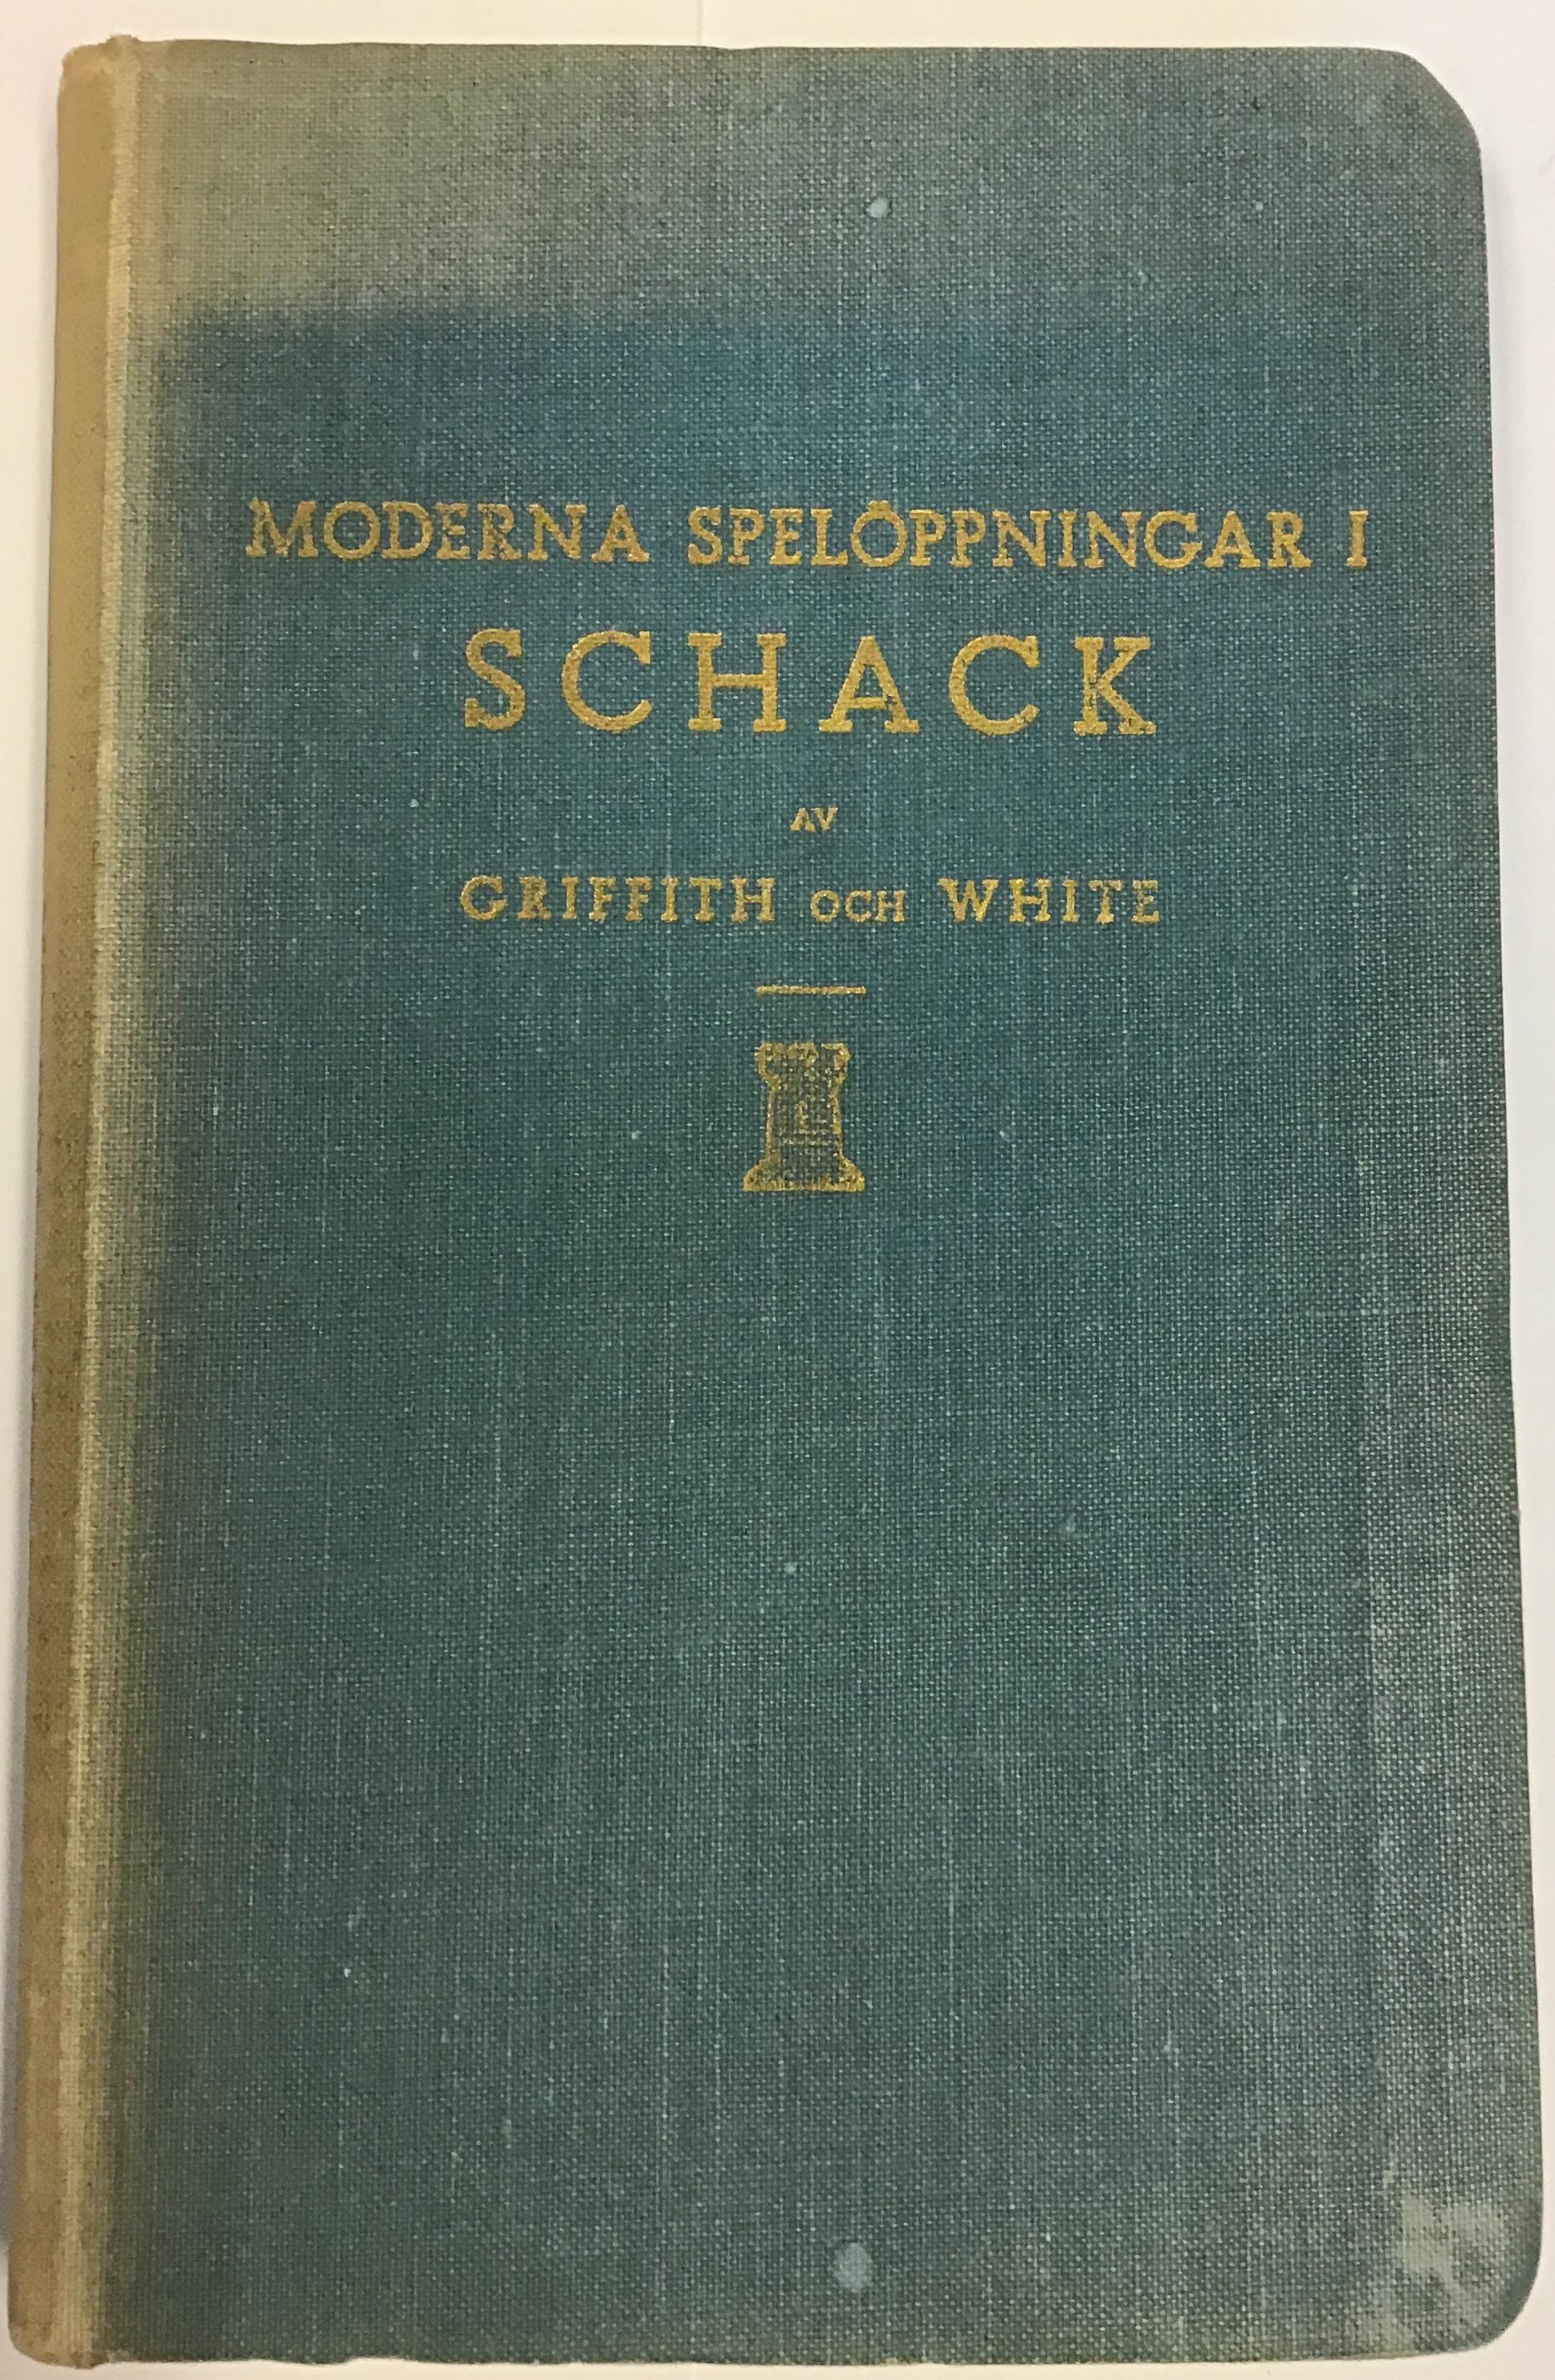 MODERNA SPELÖPPNINGAR I
SCHACK
AV
GRIFFITH OCH WHITE